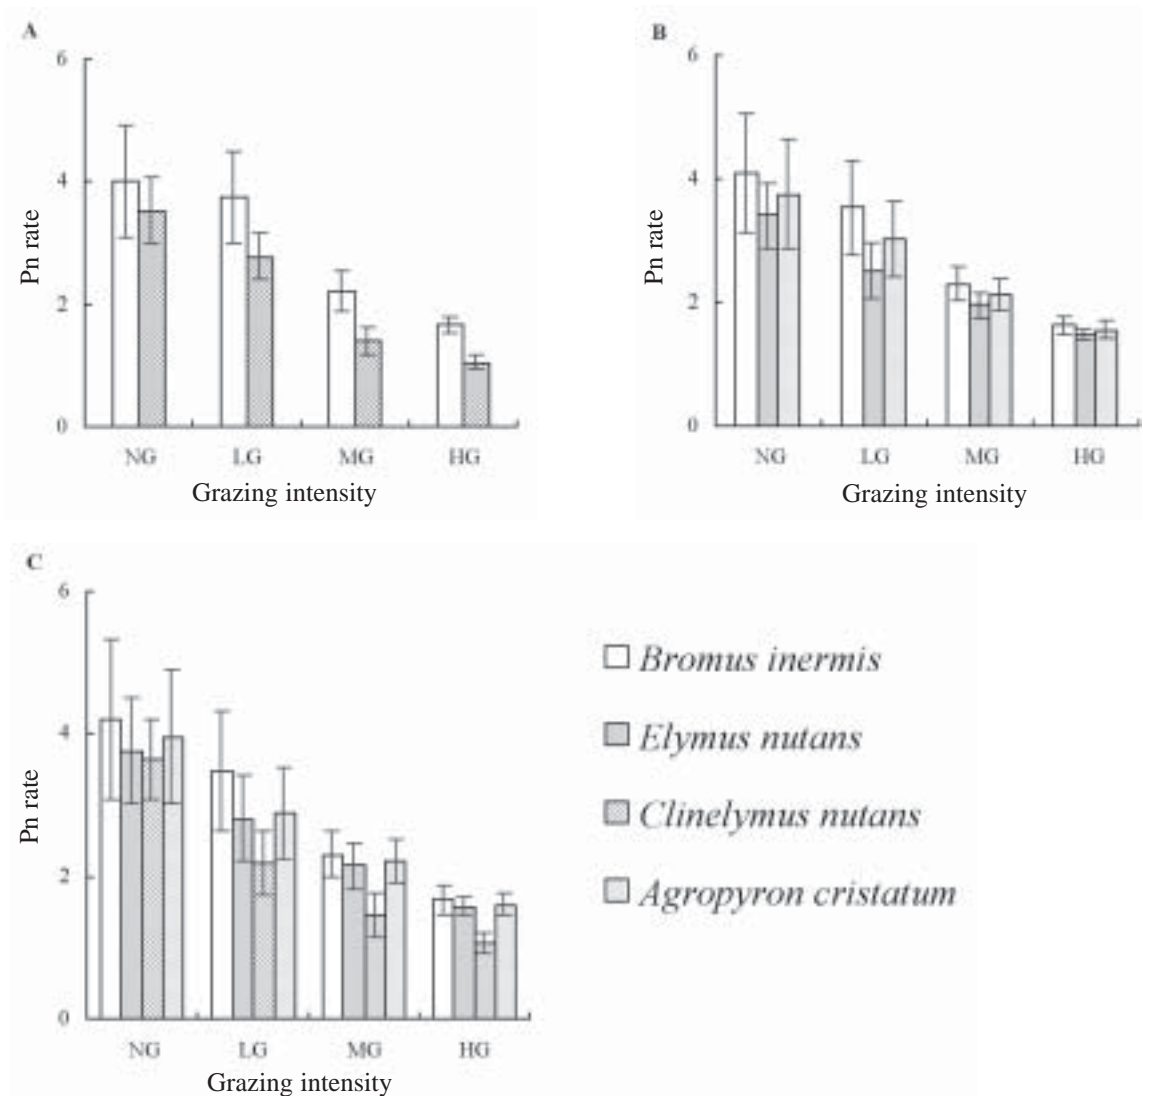 A
6
4
2
0
Pn rate
NG LG MG HG
Grazing intensity
B
6
4
2
0
Pn rate
NG LG MG HG
Grazing intensity
C
6
4
2
0
Pn rate
NG LG MG HG
Grazing intensity
Bromus inermis
Elymus nutans
Clinelymus nutans
Agropyron cristatum